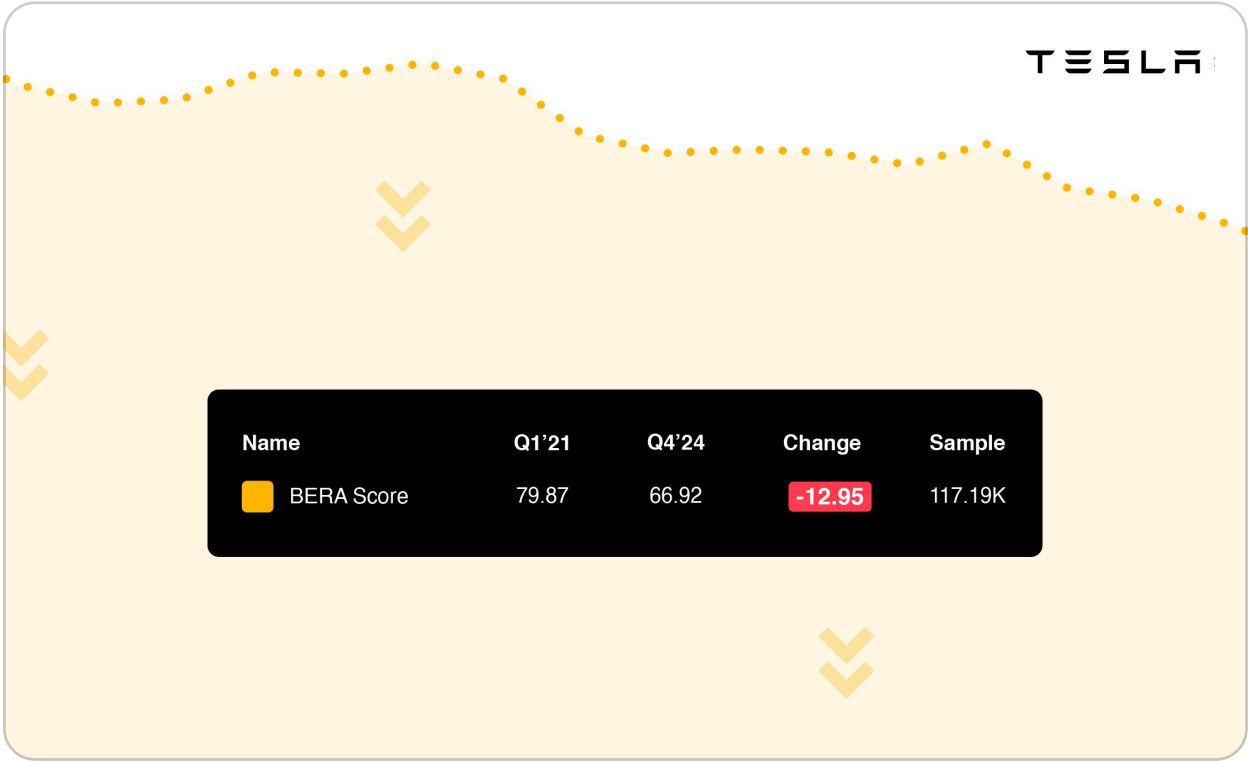 TESLA
Name Q1’21 Q4’24 Change Sample
BERA Score 79.87 66.92 -12.95 117.19K